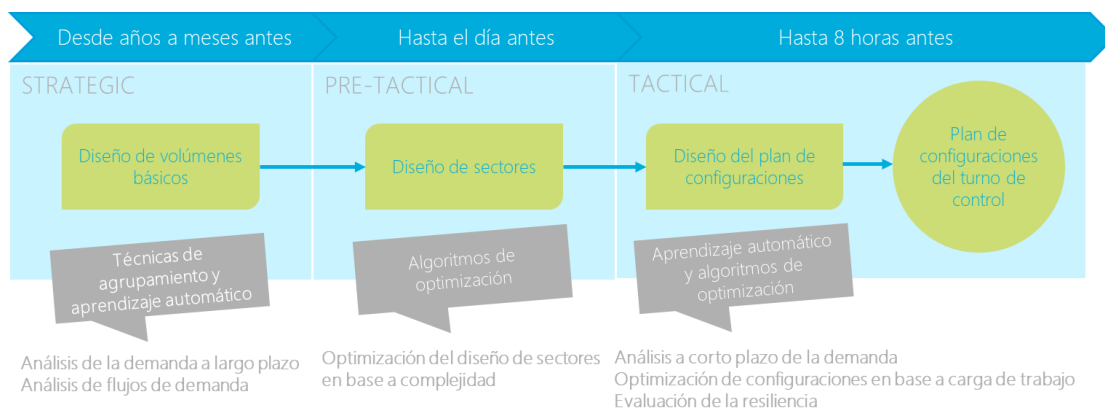 Desde años a meses antes
Hasta el día antes
Hasta 8 horas antes
STRATEGIC
PRE-TACTICAL
TACTICAL
Diseño de volúmenes
básicos
Diseño de sectores
Diseño del plan de
configuraciones
Plan de
configuraciones
del turno de
control
Técnicas de
agrupamiento y
aprendizaje automático
Algoritmos de
optimización
Aprendizaje automático
y algoritmos de
optimización
Análisis de la demanda a largo plazo
Análisis de flujos de demanda
Optimización del diseño de sectores
en base a complejidad
Análisis a corto plazo de la demanda
Optimización de configuraciones en base a carga de trabajo
Evaluación de la resiliencia